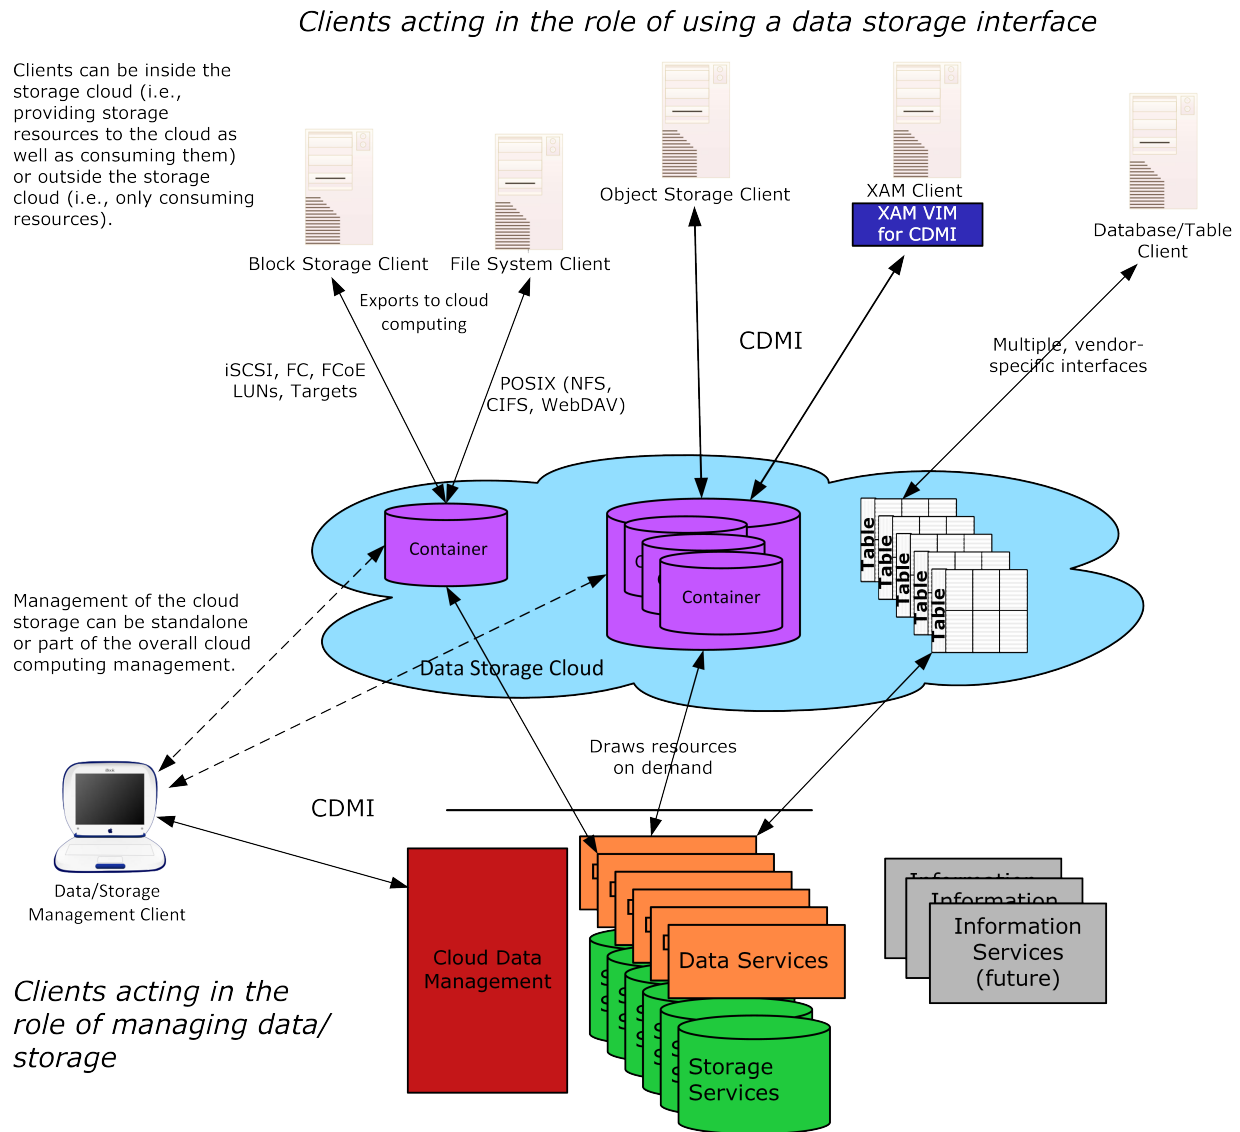 Clients acting in the role of using a data storage interface
Clients can be inside the
storage cloud (i.e.,
providing storage
resources to the cloud as
well as consuming them)
or outside the storage
cloud (i.e., only consuming
resources).
Block Storage Client
File System Client
Object Storage Client
XAM Client
XAM VIM
for CDMI
Database/Table
Client
Exports to cloud
computing
iSCSI, FC, FCoE
LUNs, Targets
POSIX (NFS,
CIFS, WebDAV)
CDMI
Multiple, vendor-
specific interfaces
Container
Container
Table
Table
Table
Table
Table
Data Storage Cloud
Management of the cloud
storage can be standalone
or part of the overall cloud
computing management.
Draws resources
on demand
CDMI
Data/Storage
Management Client
Cloud Data
Management
Data Services
Storage
Services
Information
Information
Information
Services
(future)
Clients acting in the
role of managing data/
storage